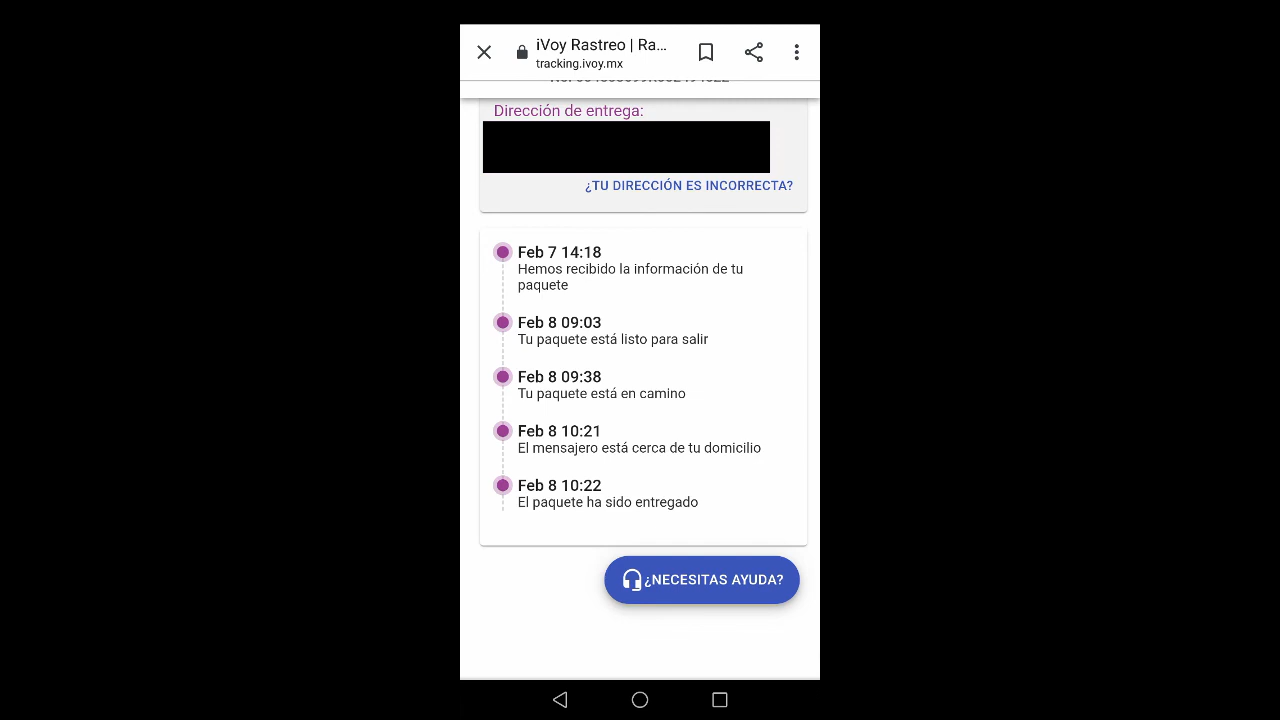 iVoy Rastreo | Ra...
tracking.ivoy.mx
Dirección de entrega:
¿TU DIRECCIÓN ES INCORRECTA?
Feb 7 14:18
Hemos recibido la información de tu
paquete
Feb 8 09:03
Tu paquete está listo para salir
Feb 8 09:38
Tu paquete está en camino
Feb 8 10:21
El mensajero está cerca de tu domicilio
Feb 8 10:22
El paquete ha sido entregado
¿NECESITAS AYUDA?